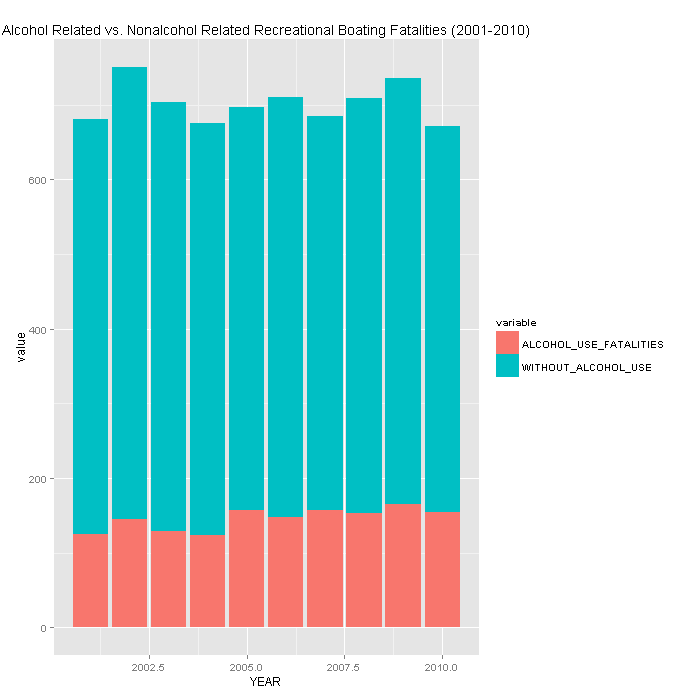 Alcohol Related vs. Nonalcohol Related Recreational Boating Fatalities (2001-2010)
600
400
200
0
value
2002.5 2005.0 2007.5 2010.0
YEAR
variable
ALCOHOL_USE_FATALITIES
WITHOUT_ALCOHOL_USE